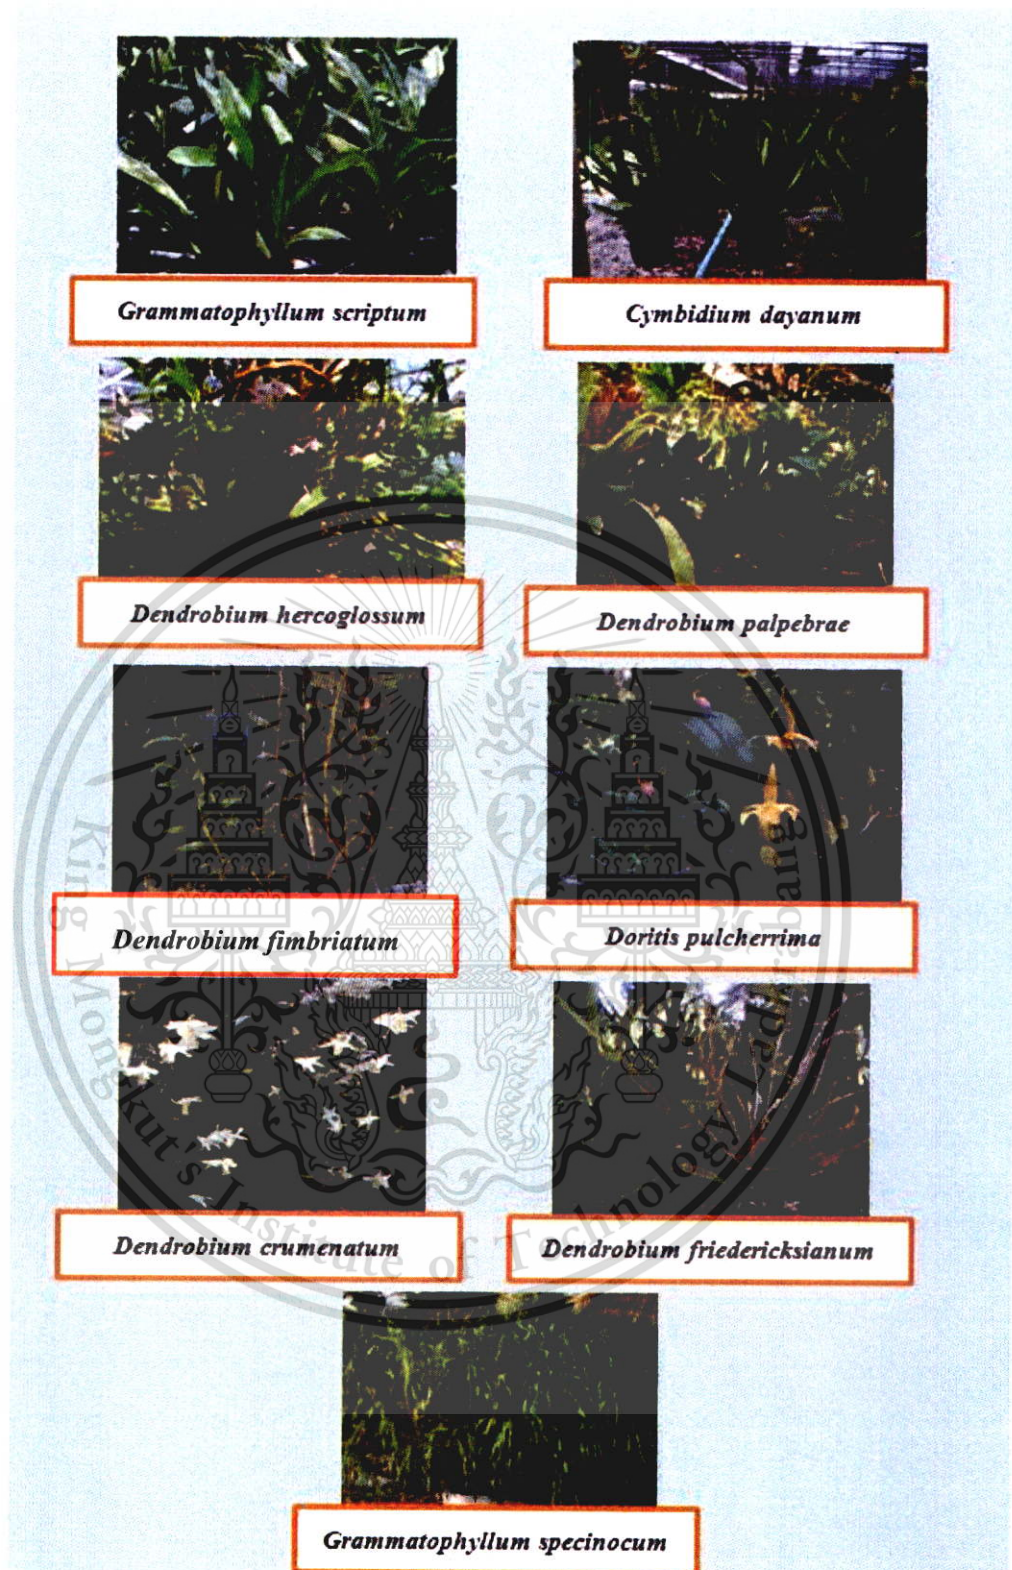 Grammatophyllum scriptum
Cymbidium dayanum
Dendrobium hercoglossum
Dendrobium palpebrae
Dendrobium fimbriatum
Doritis pulcherrima
Dendrobium crumenatum
Dendrobium friedericksianum
Grammatophyllum specinocum
King Mongkut's Institute of Technology Ladkrabang